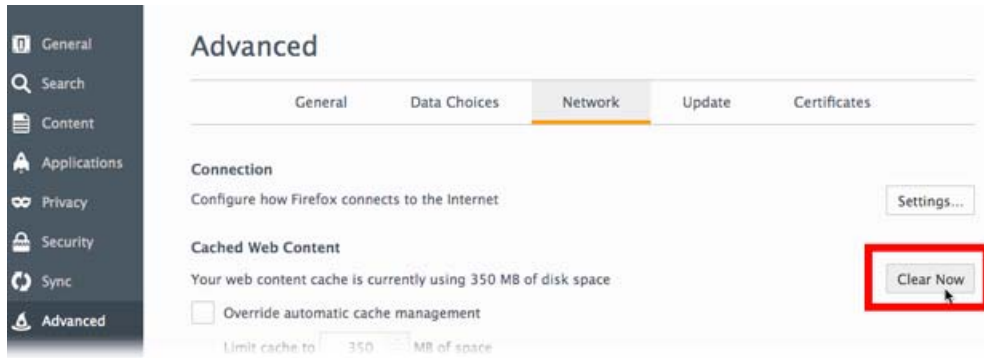 General
Search
Content
Applications
Privacy
Security
Sync
Advanced
Advanced
General Data Choices Network Update Certificates
Connection
Configure how Firefox connects to the Internet
Settings...
Cached Web Content
Your web content cache is currently using 350 MB of disk space
Clear Now
Override automatic cache management
Limit cache to 350 MB of space